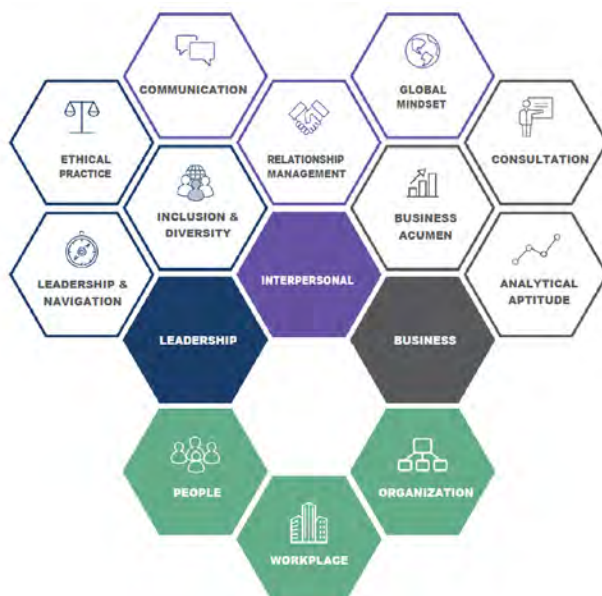 COMMUNICATION
GLOBAL
MINDSET
ETHICAL
PRACTICE
RELATIONSHIP
MANAGEMENT
CONSULTATION
INCLUSION &
DIVERSITY
BUSINESS
ACUMEN
LEADERSHIP &
NAVIGATION
INTERPERSONAL
ANALYTICAL
APTITUDE
LEADERSHIP
BUSINESS
PEOPLE
ORGANIZATION
WORKPLACE